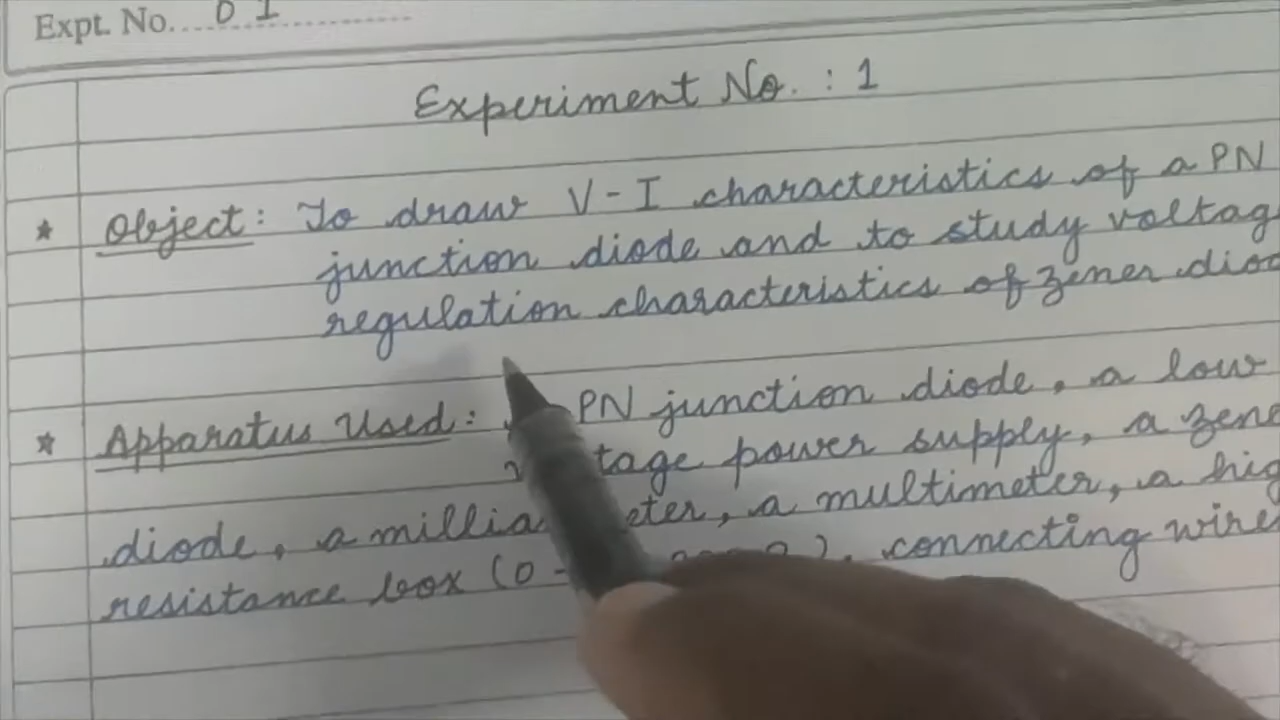 Expt. No. 01
Experiment No. : 1
* Object: To draw V-I characteristics of a PN
junction diode and to study voltag
regulation characteristics of zener diod
* Apparatus Used: PN junction diode, a low
tage power supply, a zene
diode, a millia eter, a multimeter, a hig
resistance box (0- ), connecting wire